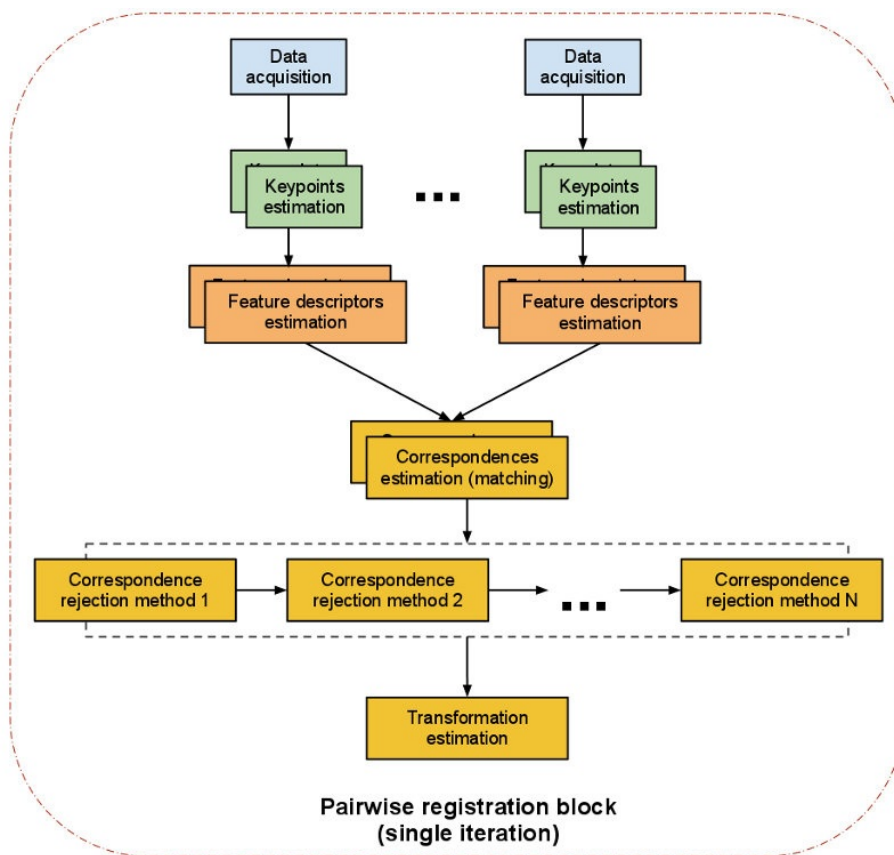 Data
acquisition
Data
acquisition
Keypoints
estimation
Keypoints
estimation
Feature descriptors
estimation
Feature descriptors
estimation
Correspondences
estimation (matching)
Correspondence
rejection method 1
Correspondence
rejection method 2
Correspondence
rejection method N
Transformation
estimation
Pairwise registration block
(single iteration)